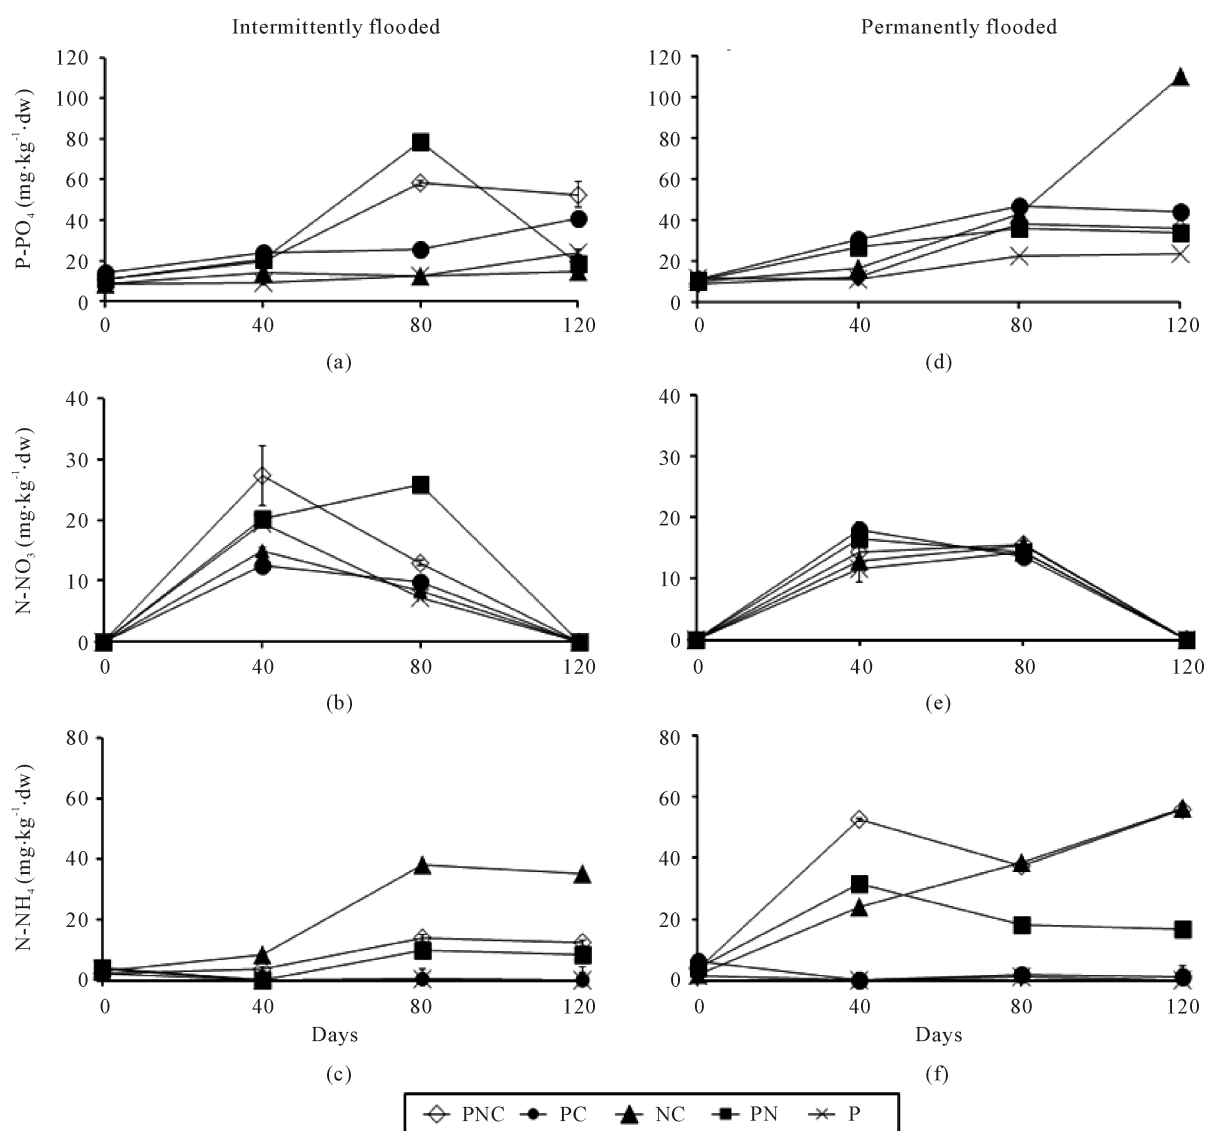 Intermittently flooded
Permanently flooded
P-PO₄ (mg·kg⁻¹·dw)
120
100
80
60
40
20
0
0 40 80 120
(a)
120
100
80
60
40
20
0
0 40 80 120
(d)
N-NO₃ (mg·kg⁻¹·dw)
40
30
20
10
0
0 40 80 120
(b)
40
30
20
10
0
0 40 80 120
(e)
N-NH₄ (mg·kg⁻¹·dw)
80
60
40
20
0
0 40 80 120
Days
(c)
80
60
40
20
0
0 40 80 120
Days
(f)
PNC PC NC PN P